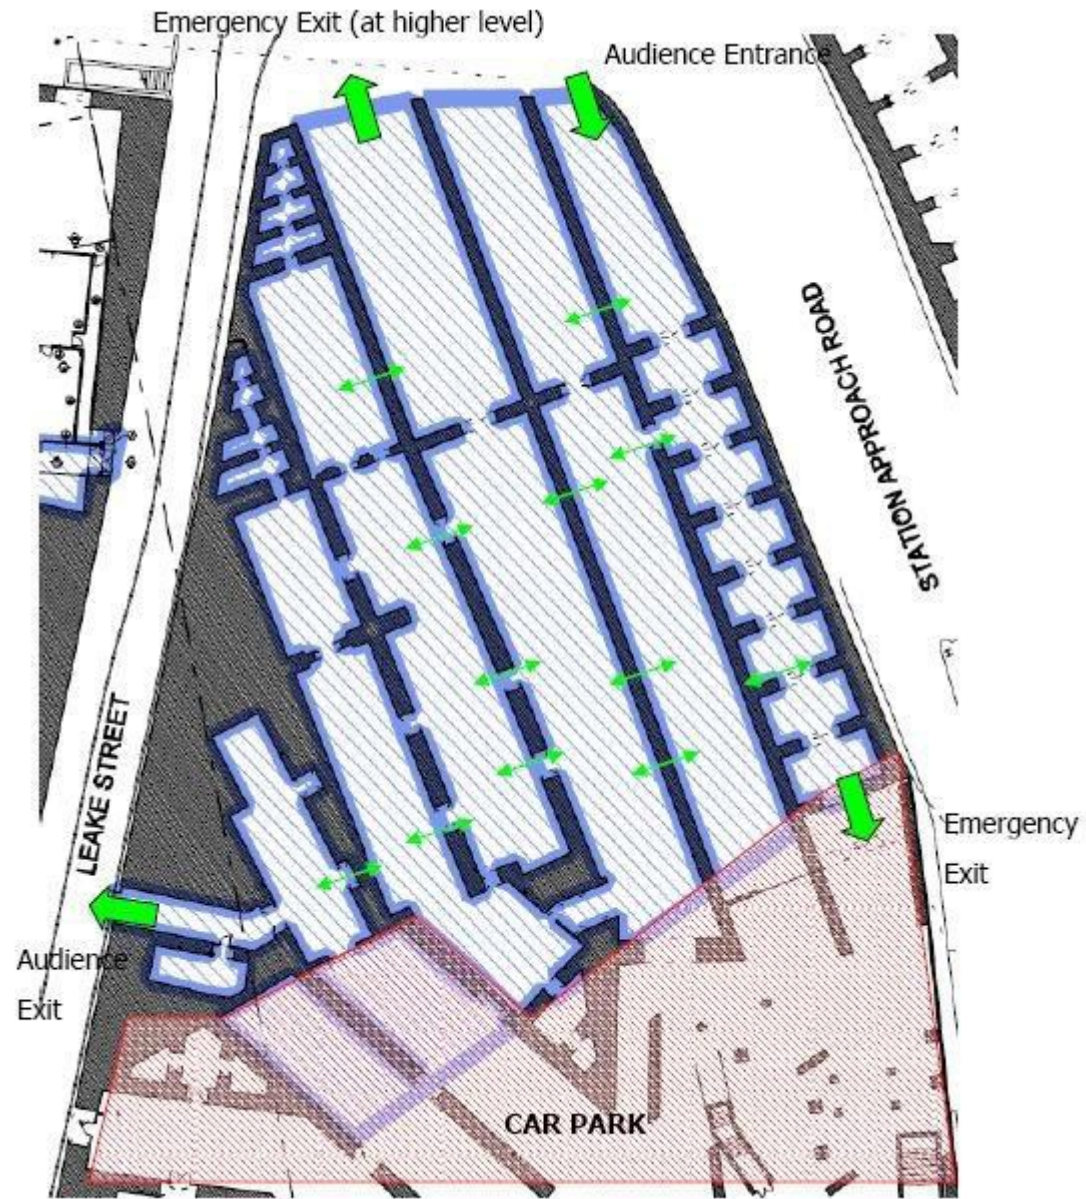 Emergency Exit (at higher level)
Audience Entrance
STATION APPROACH ROAD
LEAKE STREET
Emergency
Exit
Audience
Exit
CAR PARK